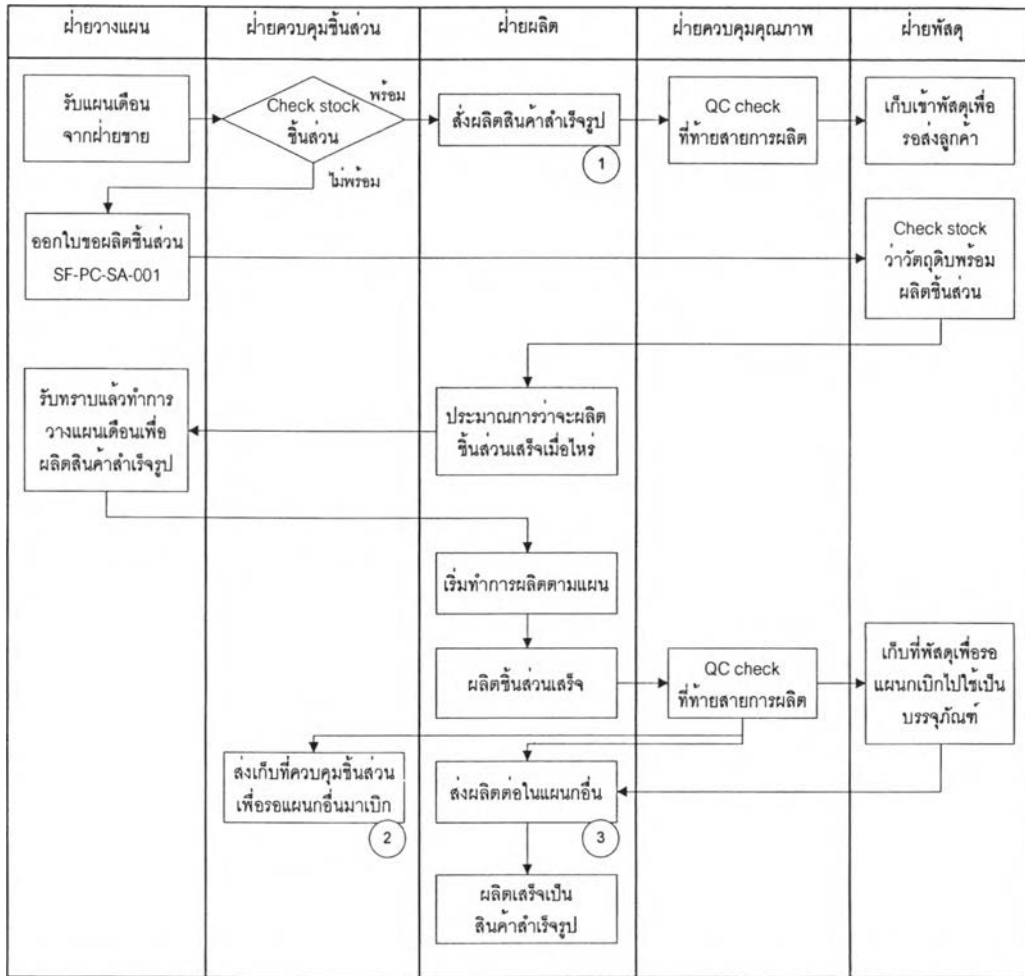 ฝ่ายวางแผน
ฝ่ายควบคุมชิ้นส่วน
ฝ่ายผลิต
ฝ่ายควบคุมคุณภาพ
ฝ่ายพัสดุ
รับแผนเดือน
จากฝ่ายขาย
Check stock
ชิ้นส่วน
พร้อม
ไม่พร้อม
สั่งผลิตสินค้าสำเร็จรูป
1
QC check
ที่ท้ายสายการผลิต
เก็บเข้าพัสดุเพื่อ
รอส่งลูกค้า
ออกใบขอผลิตชิ้นส่วน
SF-PC-SA-001
Check stock
ว่าวัตถุดิบพร้อม
ผลิตชิ้นส่วน
รับทราบแล้วทำการ
วางแผนเดือนเพื่อ
ผลิตสินค้าสำเร็จรูป
ประมาณการว่าจะผลิต
ชิ้นส่วนเสร็จเมื่อไหร่
เริ่มทำการผลิตตามแผน
ผลิตชิ้นส่วนเสร็จ
QC check
ที่ท้ายสายการผลิต
เก็บที่พัสดุเพื่อรอ
แผนกเบิกไปใช้เป็น
บรรจุภัณฑ์
ส่งเก็บที่ควบคุมชิ้นส่วน
เพื่อรอแผนกอื่นมาเบิก
2
ส่งผลิตต่อในแผนกอื่น
3
ผลิตเสร็จเป็น
สินค้าสำเร็จรูป